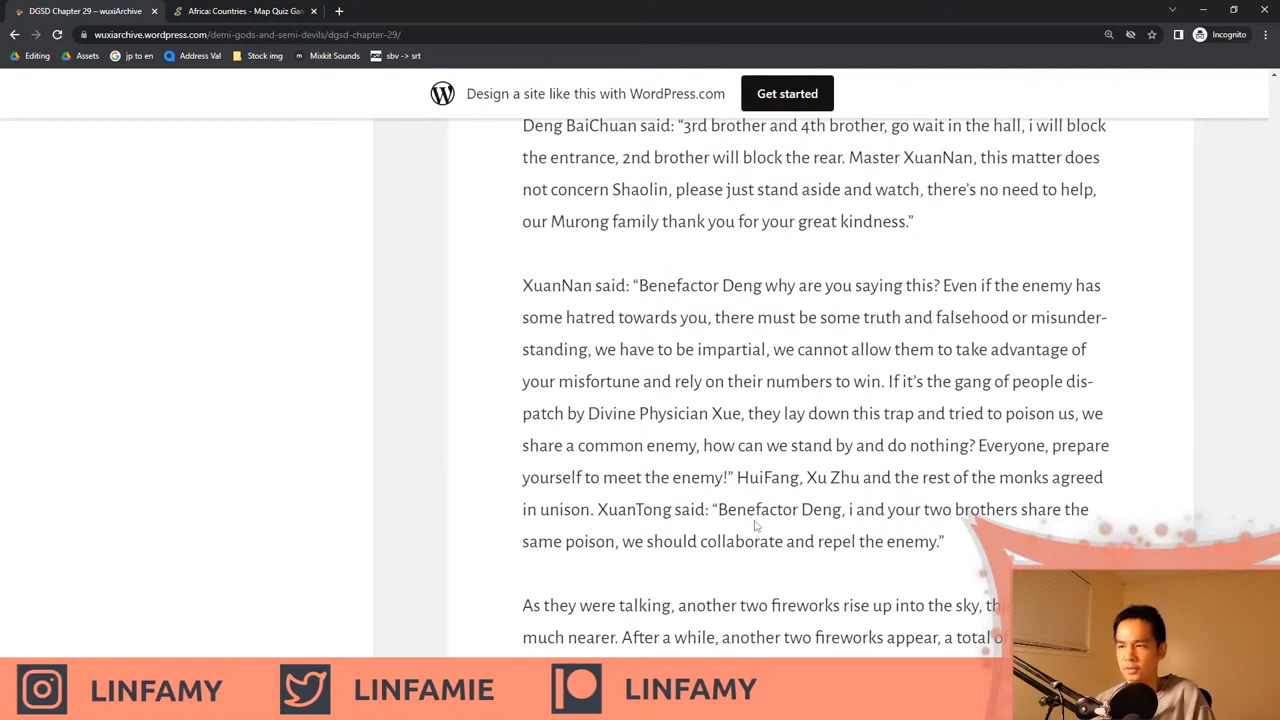 DGSD Chapter 29 – wuxiArchive
Africa: Countries - Map Quiz Gam
wuxiarchive.wordpress.com/demi-gods-and-semi-devils/dgsd-chapter-29/
Incognito
Editing
Assets
jp to en
Address Val
Stock img
Mixkit Sounds
sbv -> srt
Design a site like this with WordPress.com
Get started
Deng BaiChuan said: “3rd brother and 4th brother, go wait in the hall, i will block
the entrance, 2nd brother will block the rear. Master XuanNan, this matter does
not concern Shaolin, please just stand aside and watch, there’s no need to help,
our Murong family thank you for your great kindness.”
XuanNan said: “Benefactor Deng why are you saying this? Even if the enemy has
some hatred towards you, there must be some truth and falsehood or misunder-
standing, we have to be impartial, we cannot allow them to take advantage of
your misfortune and rely on their numbers to win. If it’s the gang of people dis-
patch by Divine Physician Xue, they lay down this trap and tried to poison us, we
share a common enemy, how can we stand by and do nothing? Everyone, prepare
yourself to meet the enemy!” HuiFang, Xu Zhu and the rest of the monks agreed
in unison. XuanTong said: “Benefactor Deng, i and your two brothers share the
same poison, we should collaborate and repel the enemy.”
As they were talking, another two fireworks rise up into the sky,
much nearer. After a while, another two fireworks appear, a total of
LINFAMY
LINFAMIE
LINFAMY